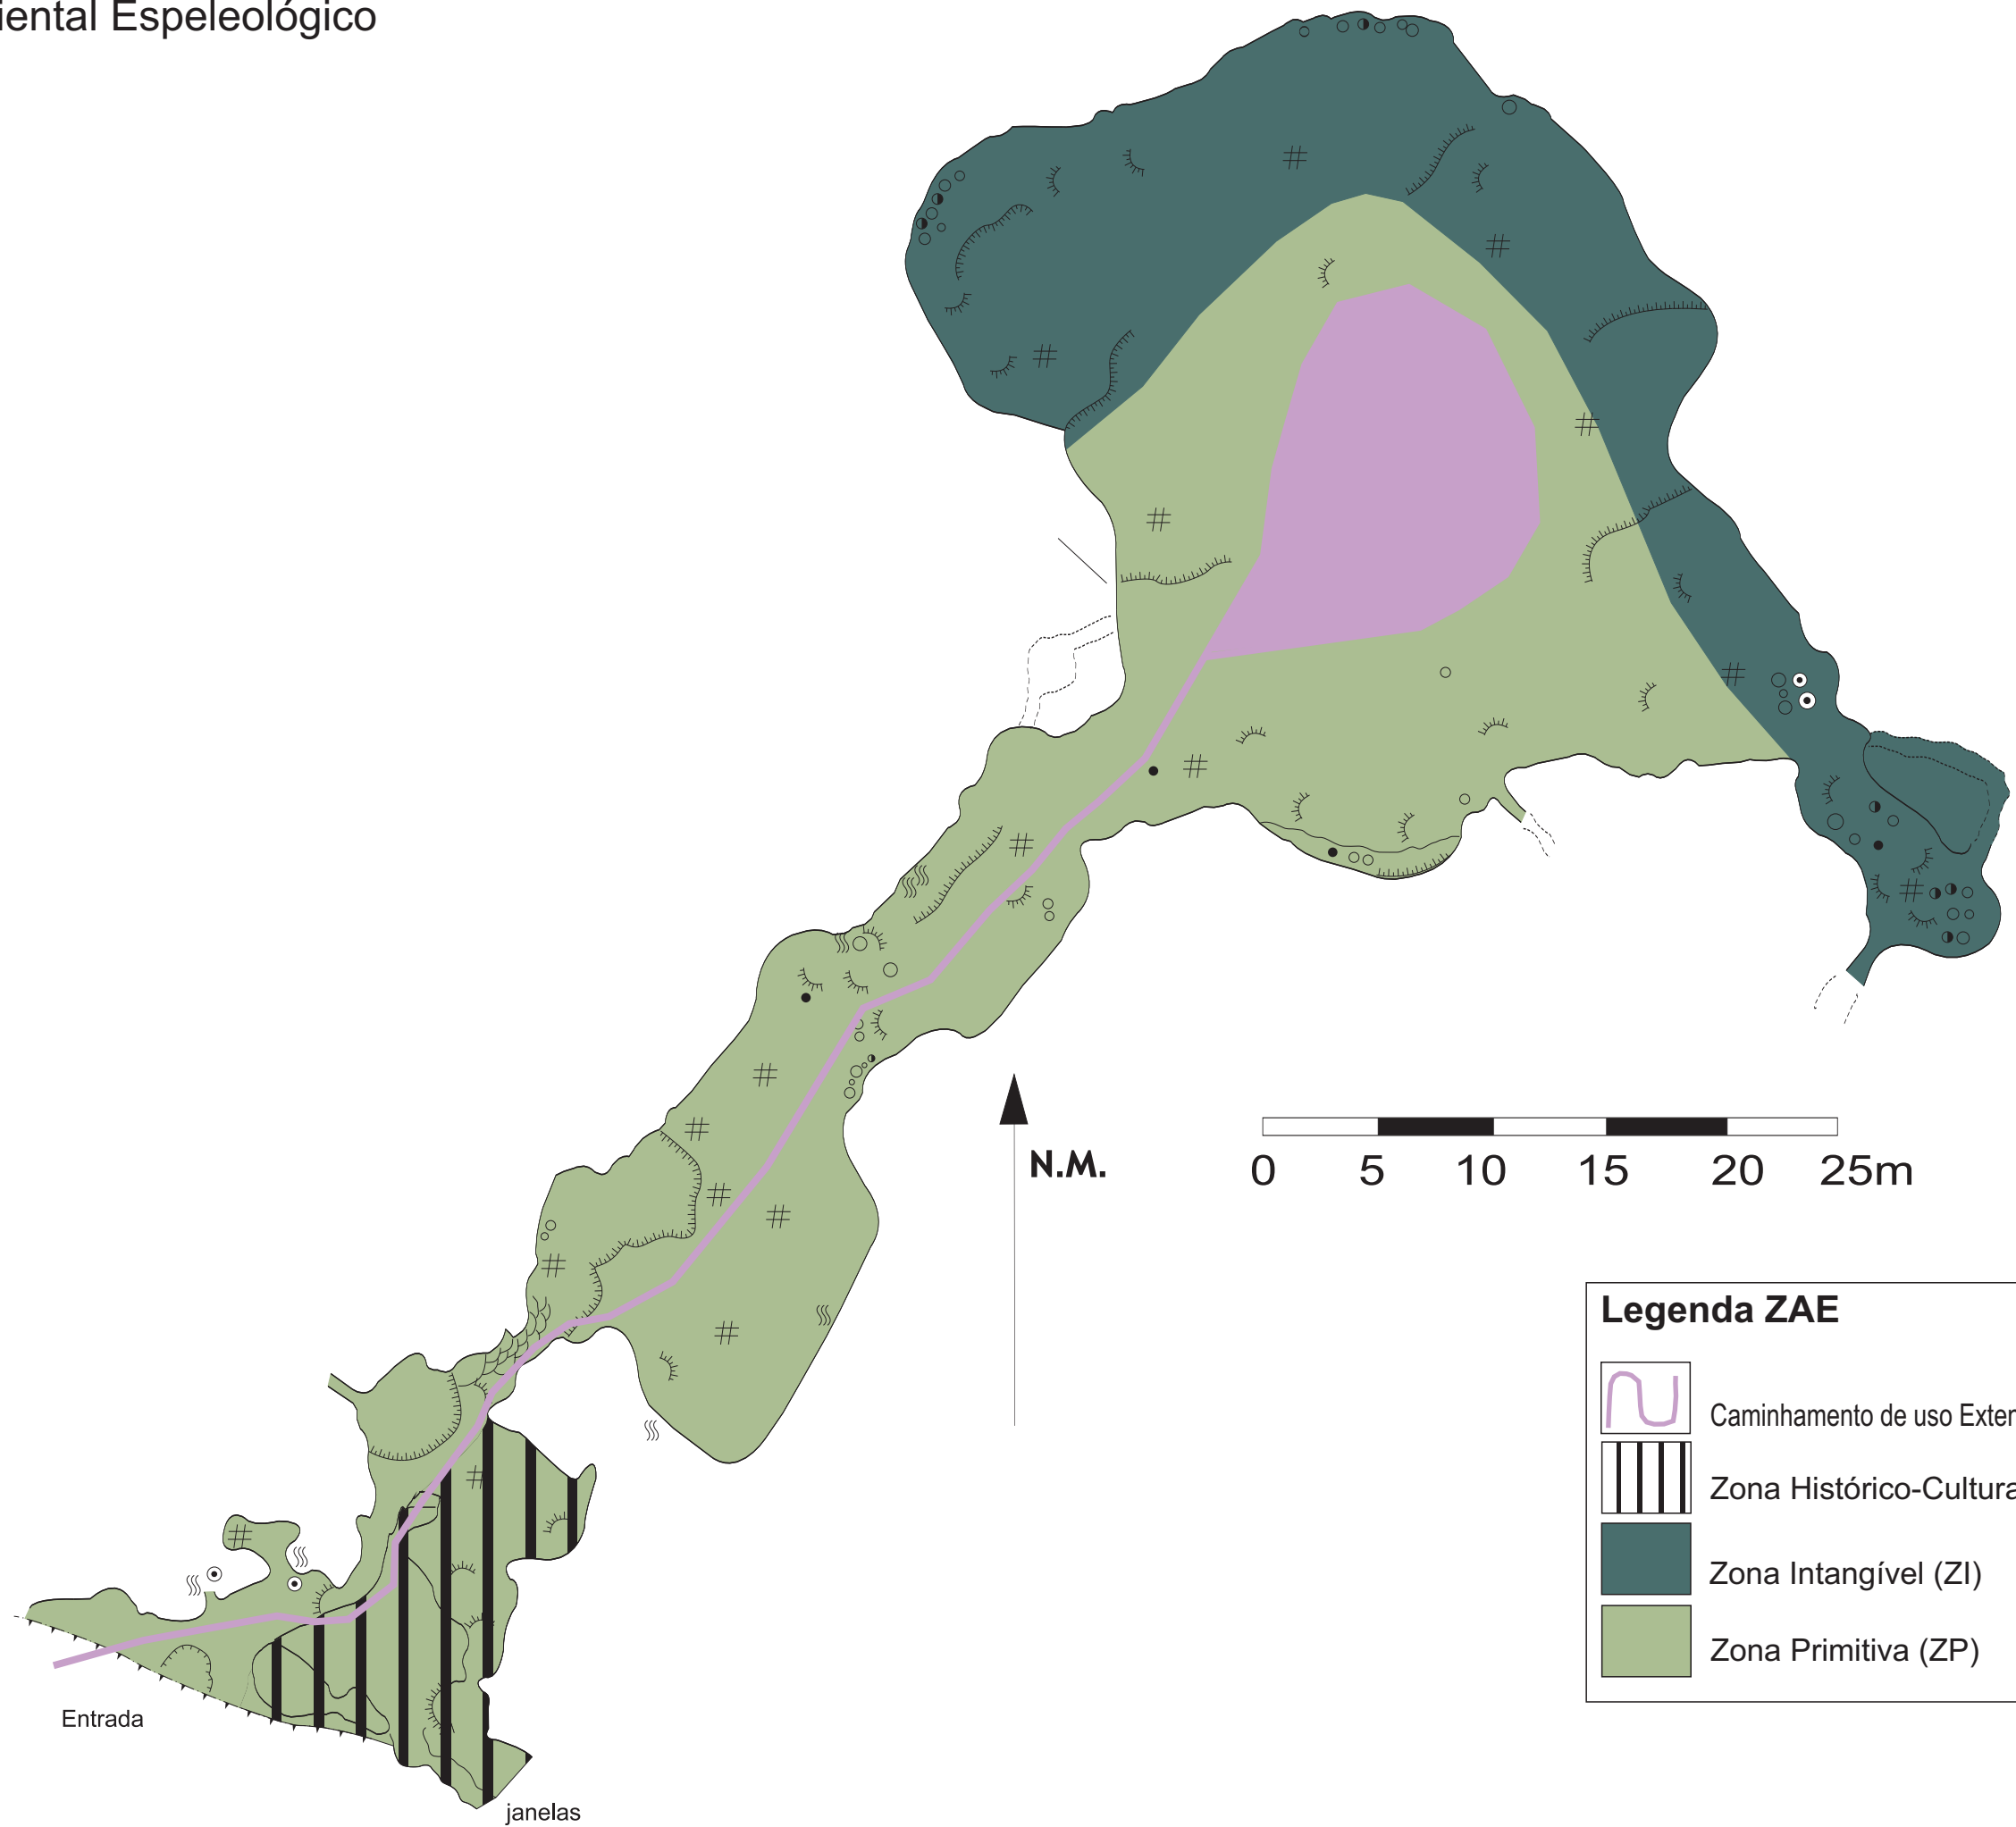 iental Espeleológico
N.M.
0 5 10 15 20 25m
Legenda ZAE
Caminhamento de uso Exter
Zona Histórico-Cultura
Zona Intangível (ZI)
Zona Primitiva (ZP)
Entrada
janelas